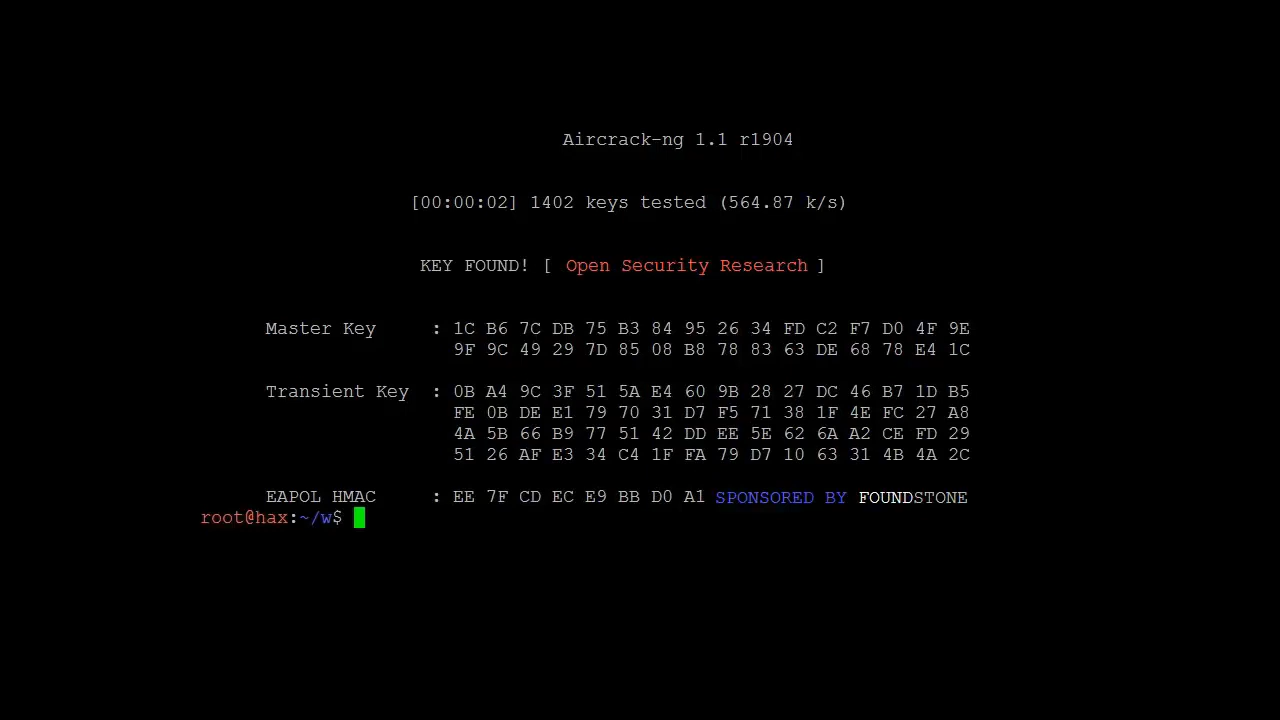 Aircrack-ng 1.1 r1904
[00:00:02] 1402 keys tested (564.87 k/s)
KEY FOUND! [ Open Security Research ]
Master Key : 1C B6 7C DB 75 B3 84 95 26 34 FD C2 F7 D0 4F 9E
9F 9C 49 29 7D 85 08 B8 78 83 63 DE 68 78 E4 1C
Transient Key : 0B A4 9C 3F 51 5A E4 60 9B 28 27 DC 46 B7 1D B5
FE 0B DE E1 79 70 31 D7 F5 71 38 1F 4E FC 27 A8
4A 5B 66 B9 77 51 42 DD EE 5E 62 6A A2 CE FD 29
51 26 AF E3 34 C4 1F FA 79 D7 10 63 31 4B 4A 2C
EAPOL HMAC : EE 7F CD EC E9 BB D0 A1 SPONSORED BY FOUNDSTONE
root@hax:~/w$